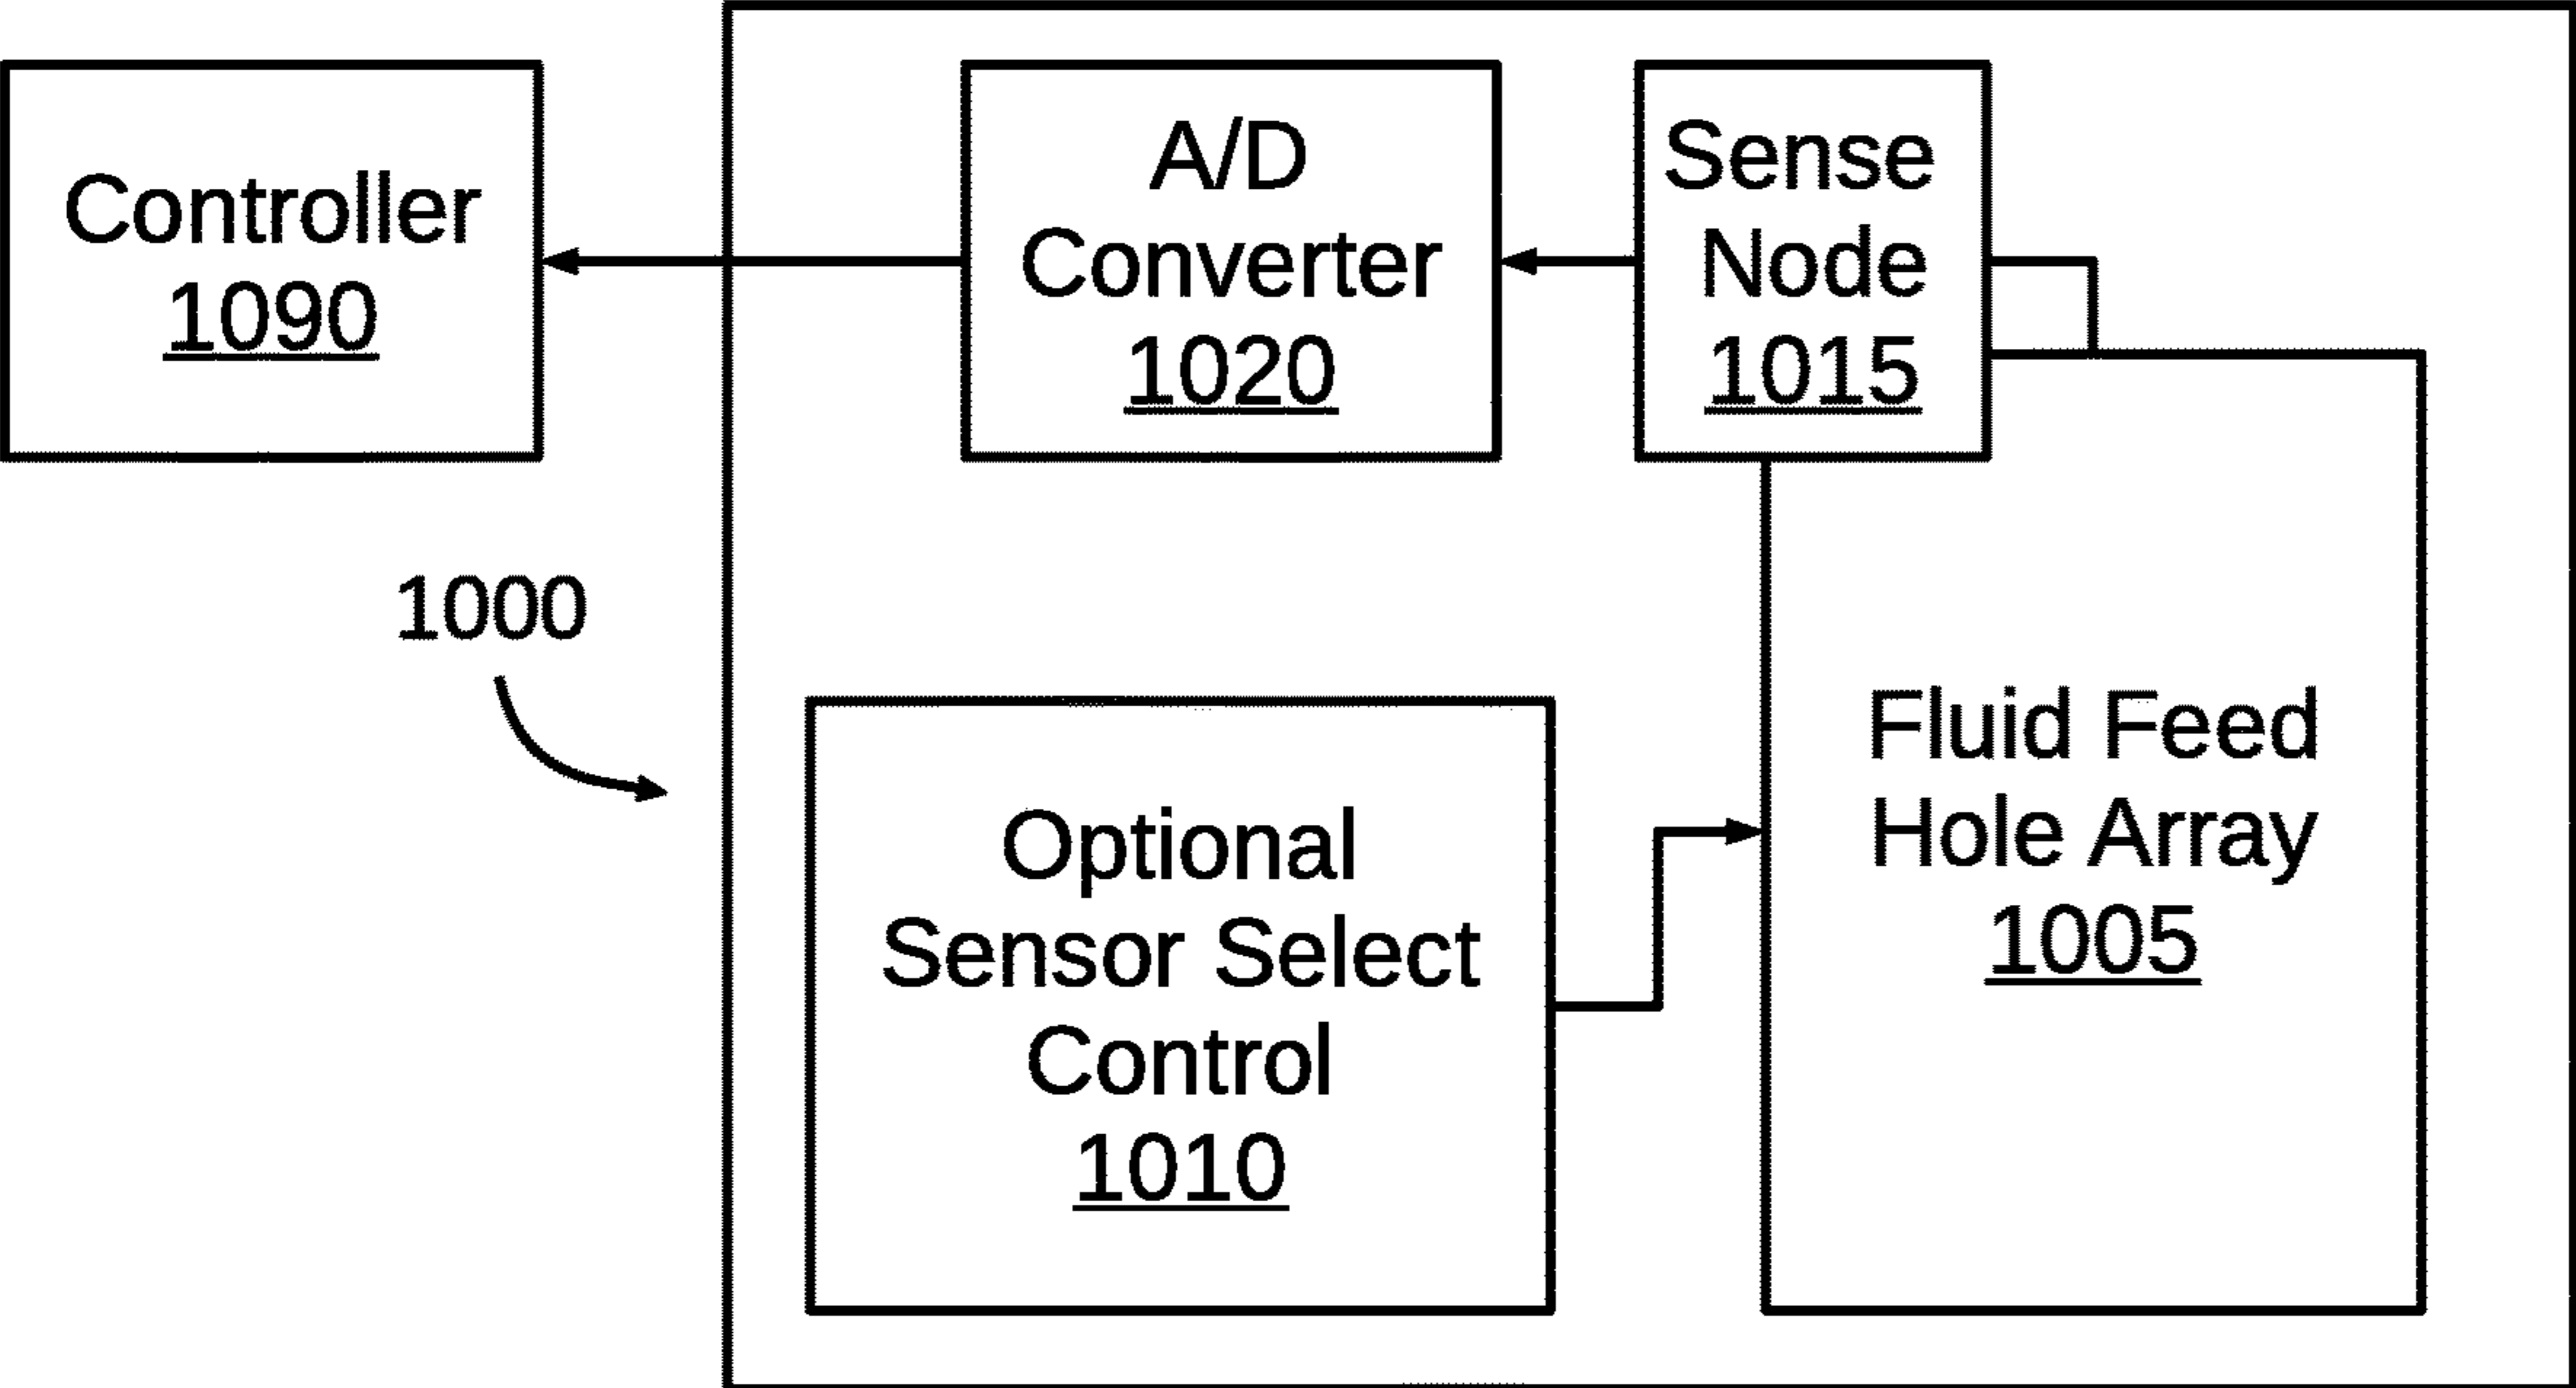 Controller
1090
A/D
Converter
1020
Sense
Node
1015
1000
Optional
Sensor Select
Control
1010
Fluid Feed
Hole Array
1005